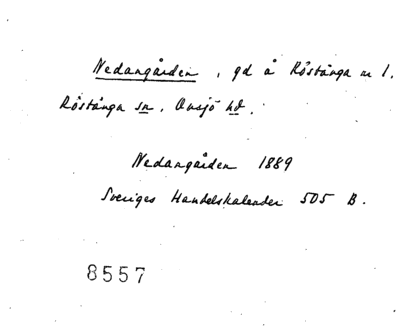 Nedangården, gd å Röstånga nr 1.
Röstånga sn. Onsjö hd.
Nedangården 1889
Sveriges Handelskalender 505 B.
8557